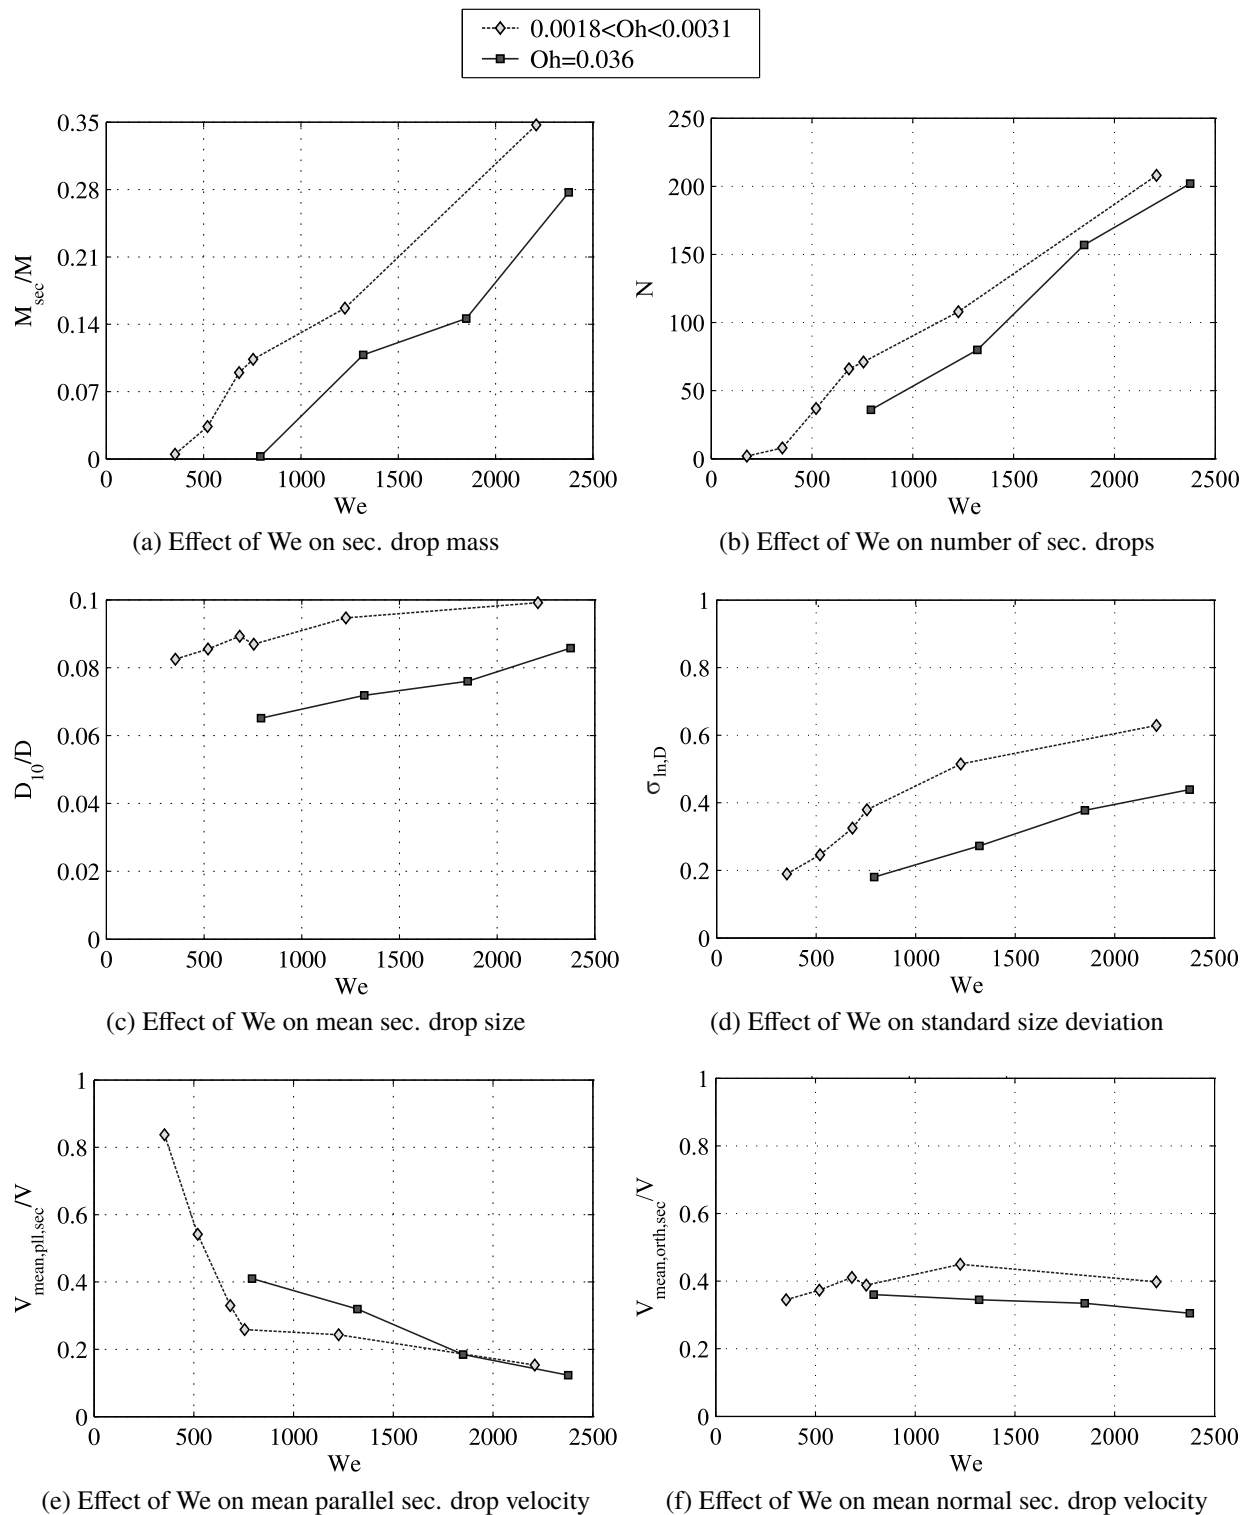 0.0018<Oh<0.0031
Oh=0.036
0.35
0.28
0.21
0.14
0.07
0
M_sec/M
0 500 1000 1500 2000 2500
We
(a) Effect of We on sec. drop mass
250
200
150
100
50
0
N
0 500 1000 1500 2000 2500
We
(b) Effect of We on number of sec. drops
0.1
0.08
0.06
0.04
0.02
0
D_10/D
0 500 1000 1500 2000 2500
We
(c) Effect of We on mean sec. drop size
1
0.8
0.6
0.4
0.2
0
σ_ln,D
0 500 1000 1500 2000 2500
We
(d) Effect of We on standard size deviation
1
0.8
0.6
0.4
0.2
0
V_mean,pll,sec/V
0 500 1000 1500 2000 2500
We
(e) Effect of We on mean parallel sec. drop velocity
1
0.8
0.6
0.4
0.2
0
V_mean,orth,sec/V
0 500 1000 1500 2000 2500
We
(f) Effect of We on mean normal sec. drop velocity